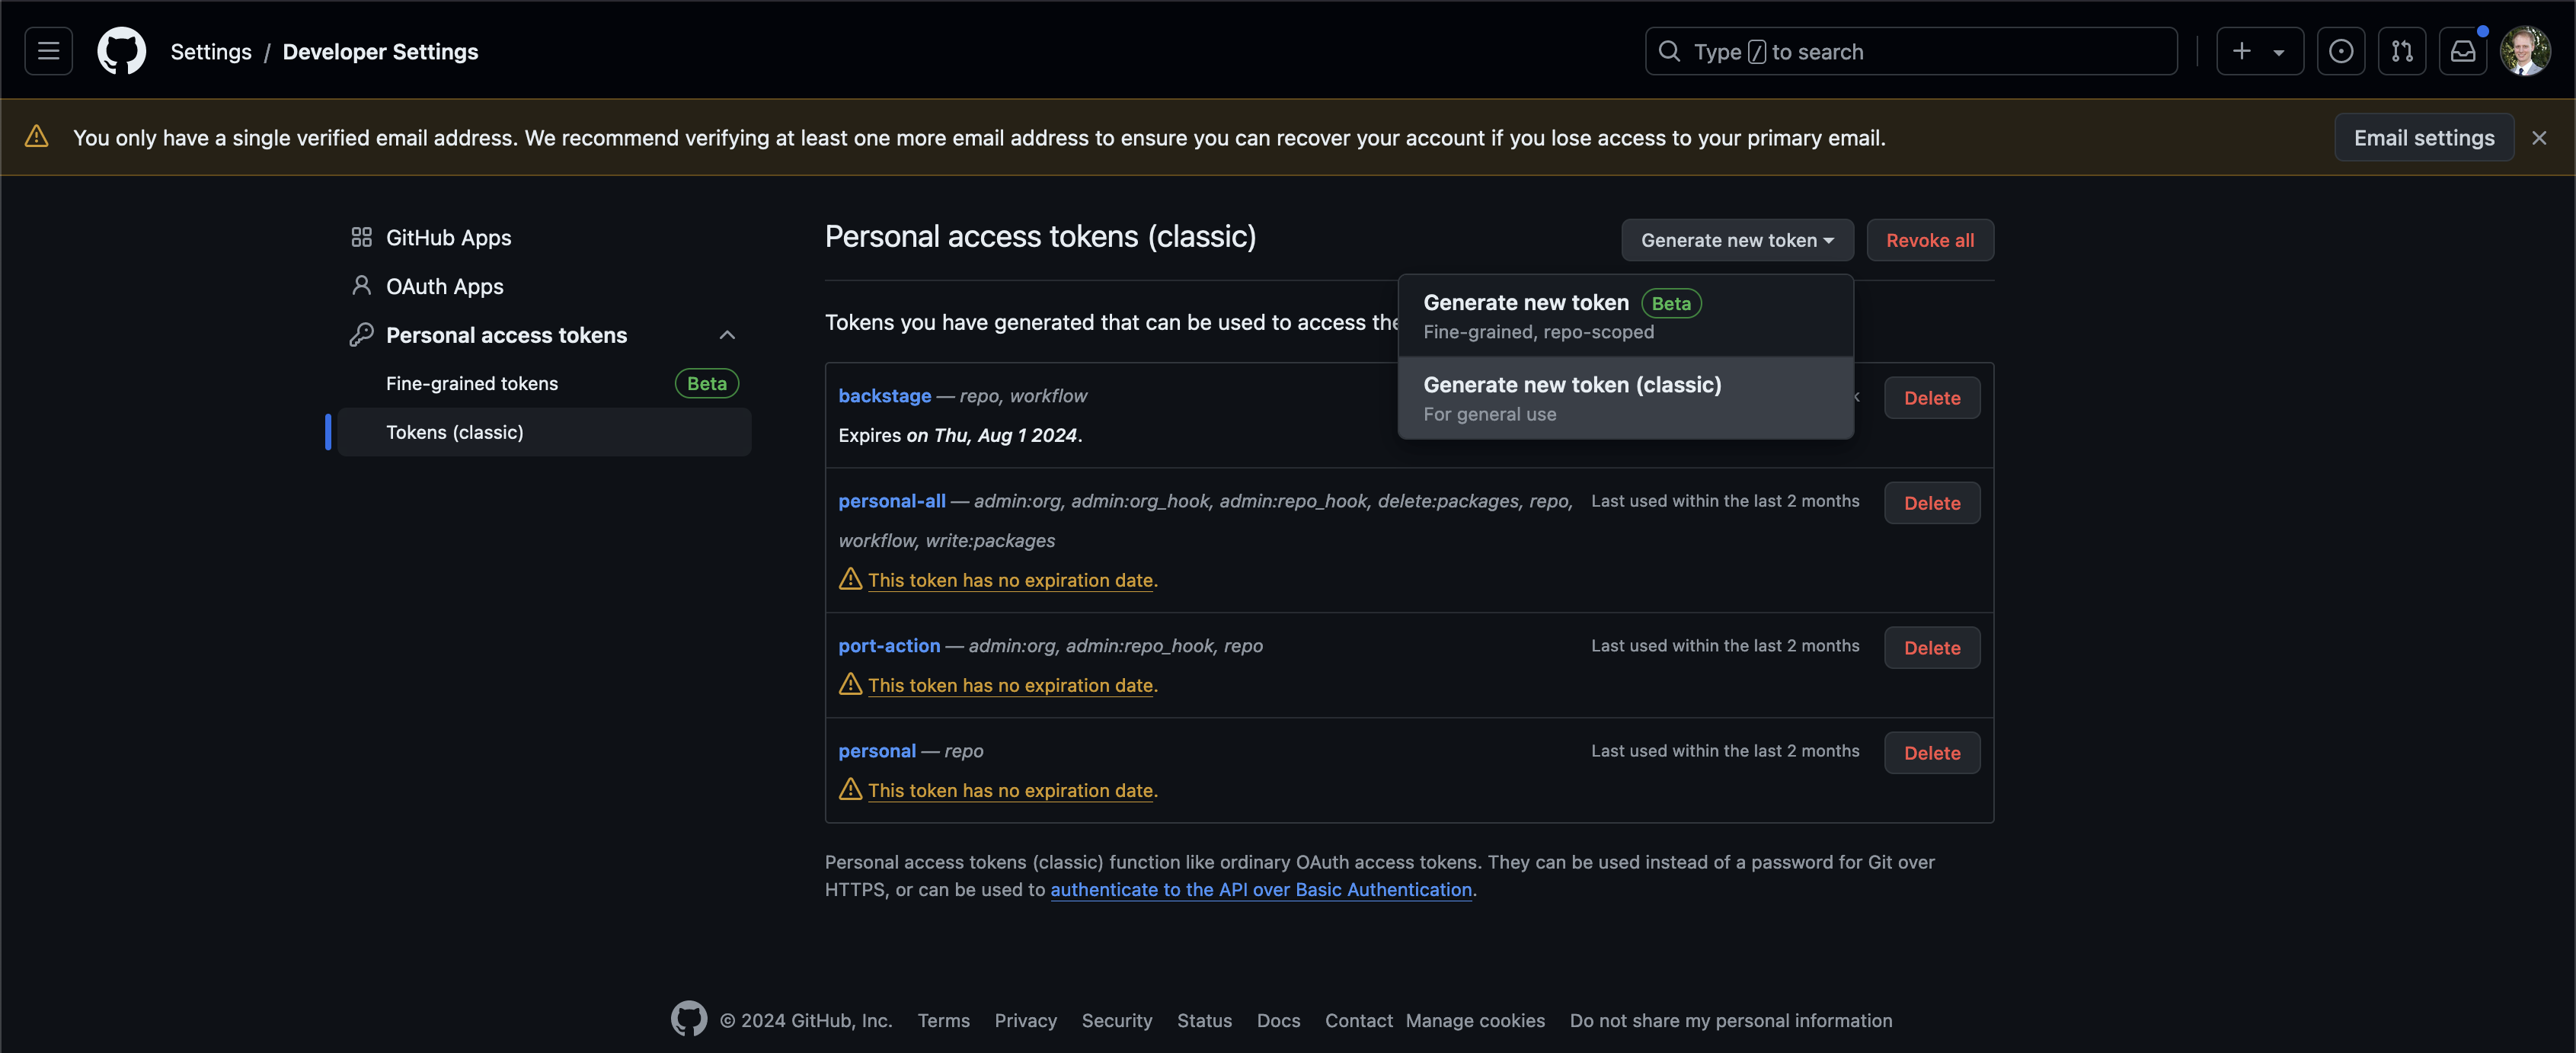 Settings / Developer Settings
Type / to search
You only have a single verified email address. We recommend verifying at least one more email address to ensure you can recover your account if you lose access to your primary email.
Email settings
GitHub Apps
OAuth Apps
Personal access tokens
Fine-grained tokens Beta
Tokens (classic)
Personal access tokens (classic)
Generate new token
Revoke all
Generate new token Beta
Fine-grained, repo-scoped
Generate new token (classic)
For general use
Tokens you have generated that can be used to access the
backstage — repo, workflow
Delete
Expires on Thu, Aug 1 2024.
personal-all — admin:org, admin:org_hook, admin:repo_hook, delete:packages, repo,
workflow, write:packages
Last used within the last 2 months
Delete
This token has no expiration date.
port-action — admin:org, admin:repo_hook, repo
Last used within the last 2 months
Delete
This token has no expiration date.
personal — repo
Last used within the last 2 months
Delete
This token has no expiration date.
Personal access tokens (classic) function like ordinary OAuth access tokens. They can be used instead of a password for Git over
HTTPS, or can be used to authenticate to the API over Basic Authentication.
© 2024 GitHub, Inc. Terms Privacy Security Status Docs Contact Manage cookies Do not share my personal information